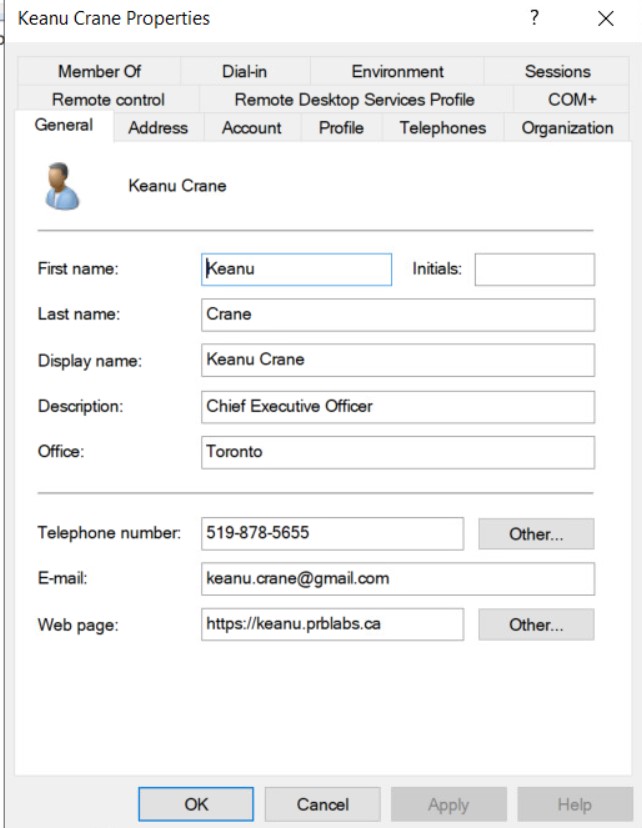 Keanu Crane Properties ? ×
Member Of Dial-in Environment Sessions
Remote control Remote Desktop Services Profile COM+
General Address Account Profile Telephones Organization
Keanu Crane
First name: Keanu Initials:
Last name: Crane
Display name: Keanu Crane
Description: Chief Executive Officer
Office: Toronto
Telephone number: 519-878-5655 Other...
E-mail: keanu.crane@gmail.com
Web page: https://keanu.prblabs.ca Other...
OK Cancel Apply Help